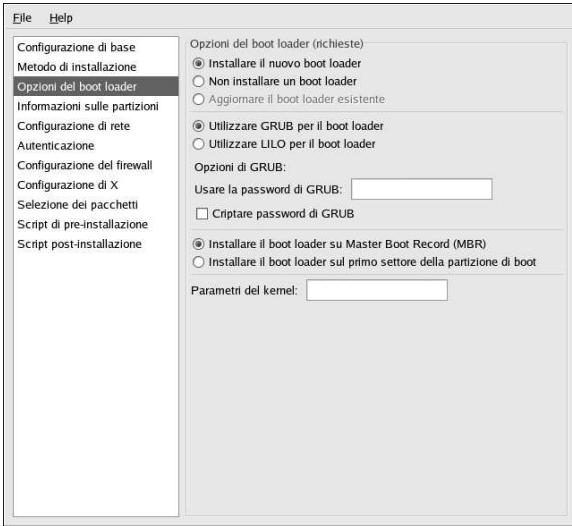 File Help
Configurazione di base
Metodo di installazione
Opzioni del boot loader
Informazioni sulle partizioni
Configurazione di rete
Autenticazione
Configurazione del firewall
Configurazione di X
Selezione dei pacchetti
Script di pre-installazione
Script post-installazione
Opzioni del boot loader (richieste)
Installare il nuovo boot loader
Non installare un boot loader
Aggiornare il boot loader esistente
Utilizzare GRUB per il boot loader
Utilizzare LILO per il boot loader
Opzioni di GRUB:
Usare la password di GRUB:
Criptare password di GRUB
Installare il boot loader su Master Boot Record (MBR)
Installare il boot loader sul primo settore della partizione di boot
Parametri del kernel: